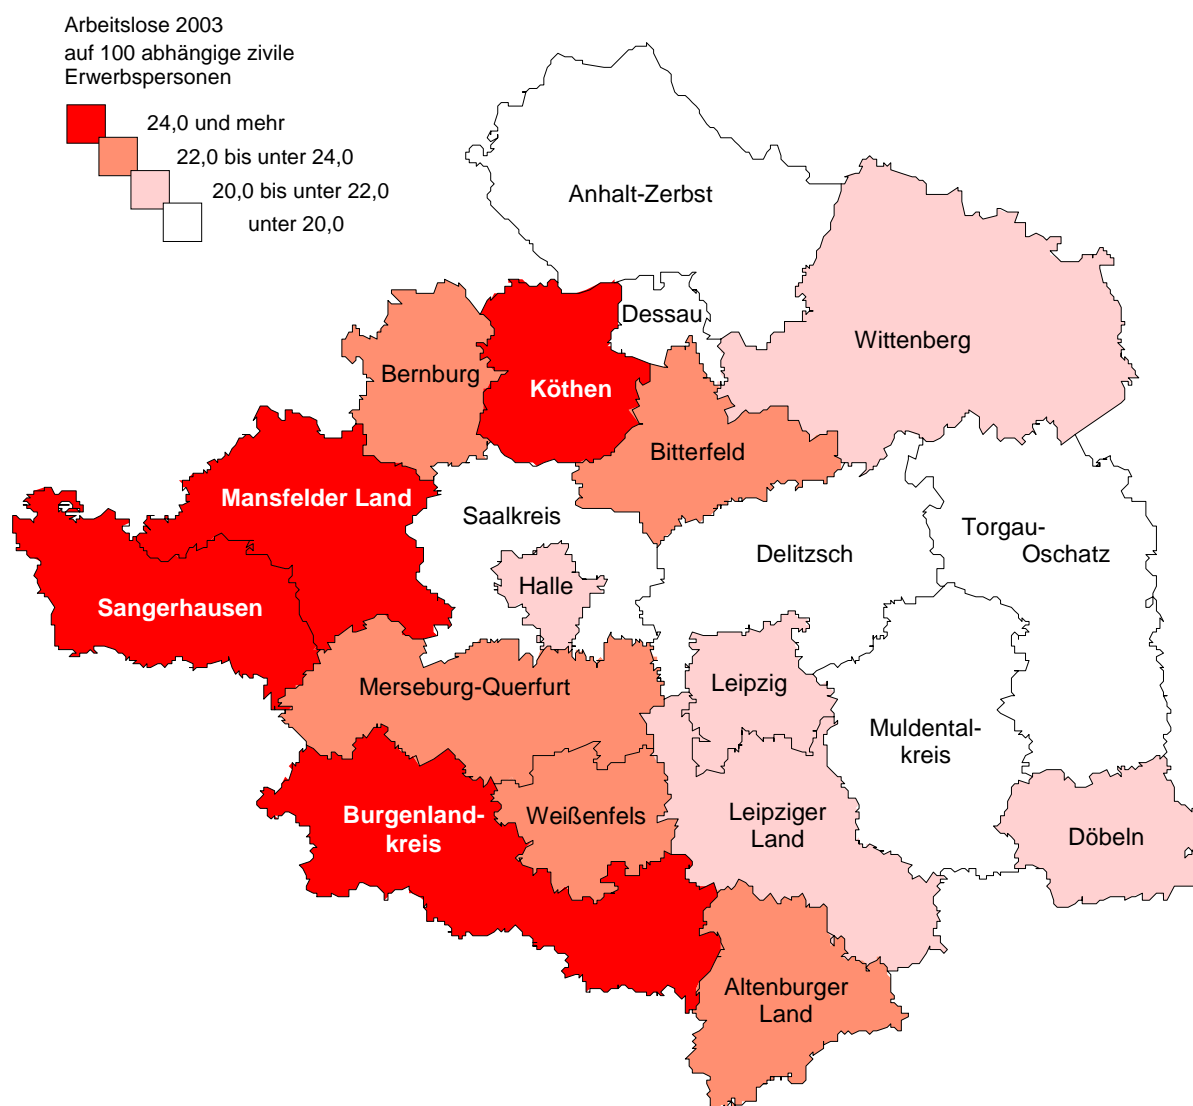 Arbeitslose 2003
auf 100 abhängige zivile
Erwerbspersonen
24,0 und mehr
22,0 bis unter 24,0
20,0 bis unter 22,0
unter 20,0
Anhalt-Zerbst
Dessau
Wittenberg
Bernburg
Köthen
Bitterfeld
Mansfelder Land
Saalkreis
Torgau-
Oschatz
Delitzsch
Halle
Sangerhausen
Merseburg-Querfurt
Leipzig
Muldental-
kreis
Burgenland-
kreis
Weißenfels
Leipziger
Land
Döbeln
Altenburger
Land